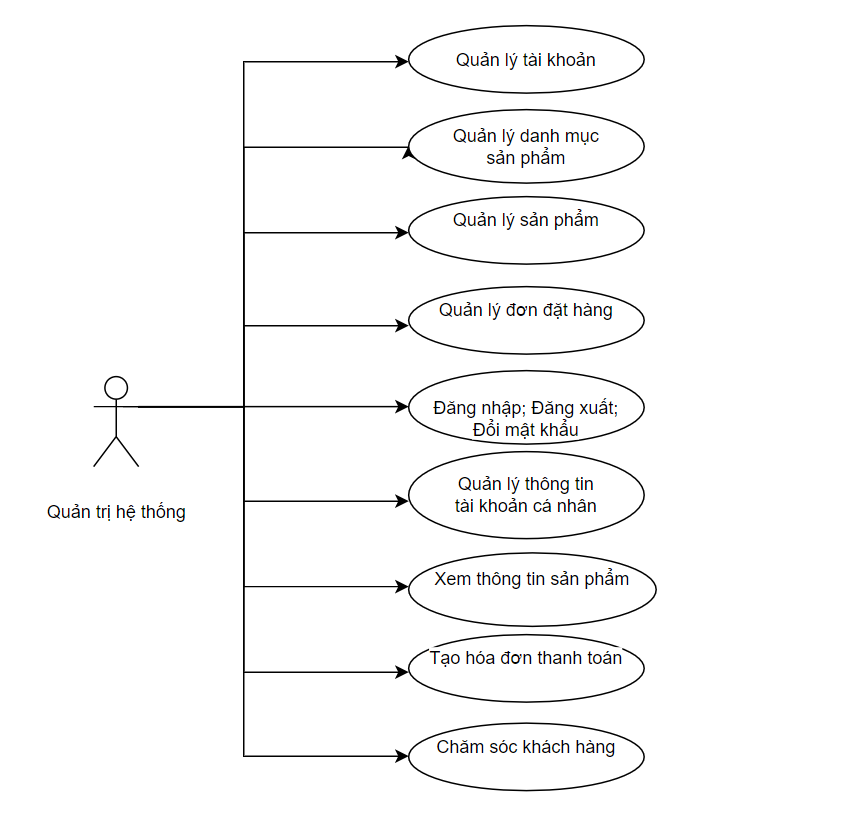 Quản lý tài khoản
Quản lý danh mục
sản phẩm
Quản lý sản phẩm
Quản lý đơn đặt hàng
Đăng nhập; Đăng xuất;
Đổi mật khẩu
Quản lý thông tin
tài khoản cá nhân
Quản trị hệ thống
Xem thông tin sản phẩm
Tạo hóa đơn thanh toán
Chăm sóc khách hàng